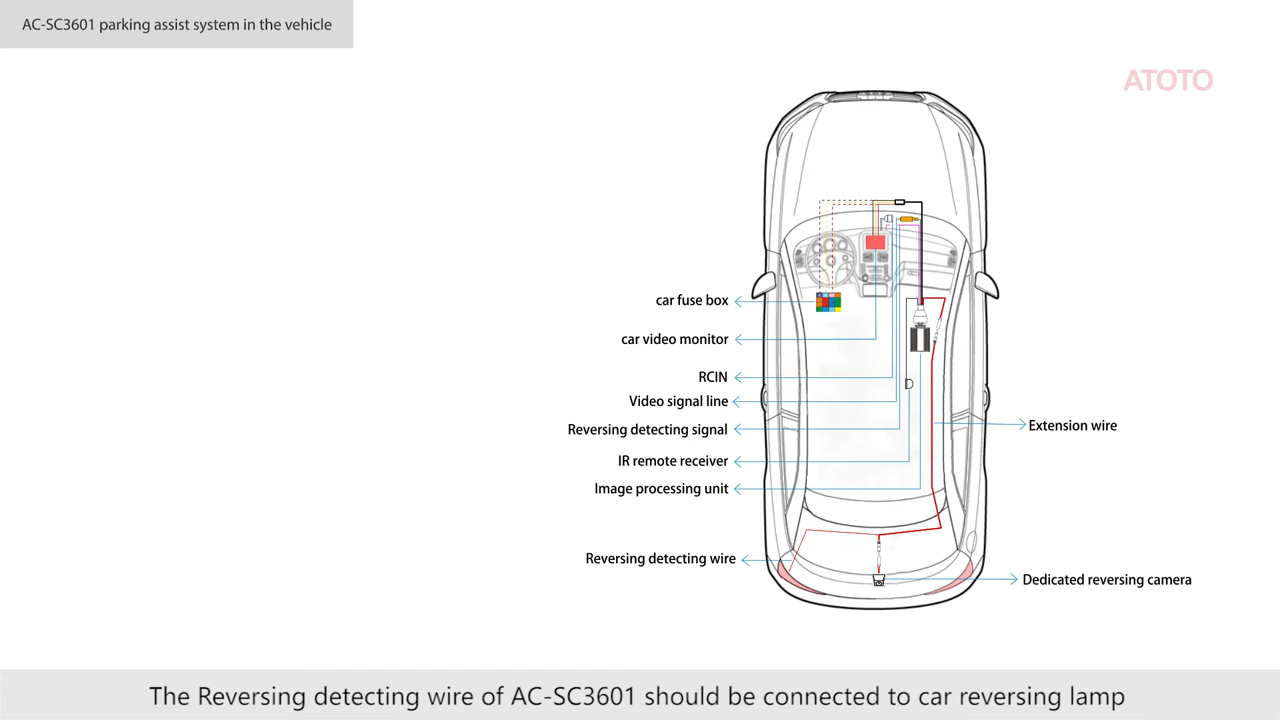 AC-SC3601 parking assist system in the vehicle
ATOTO
car fuse box
car video monitor
RCIN
Video signal line
Reversing detecting signal
Extension wire
IR remote receiver
Image processing unit
Reversing detecting wire
Dedicated reversing camera
The Reversing detecting wire of AC-SC3601 should be connected to car reversing lamp